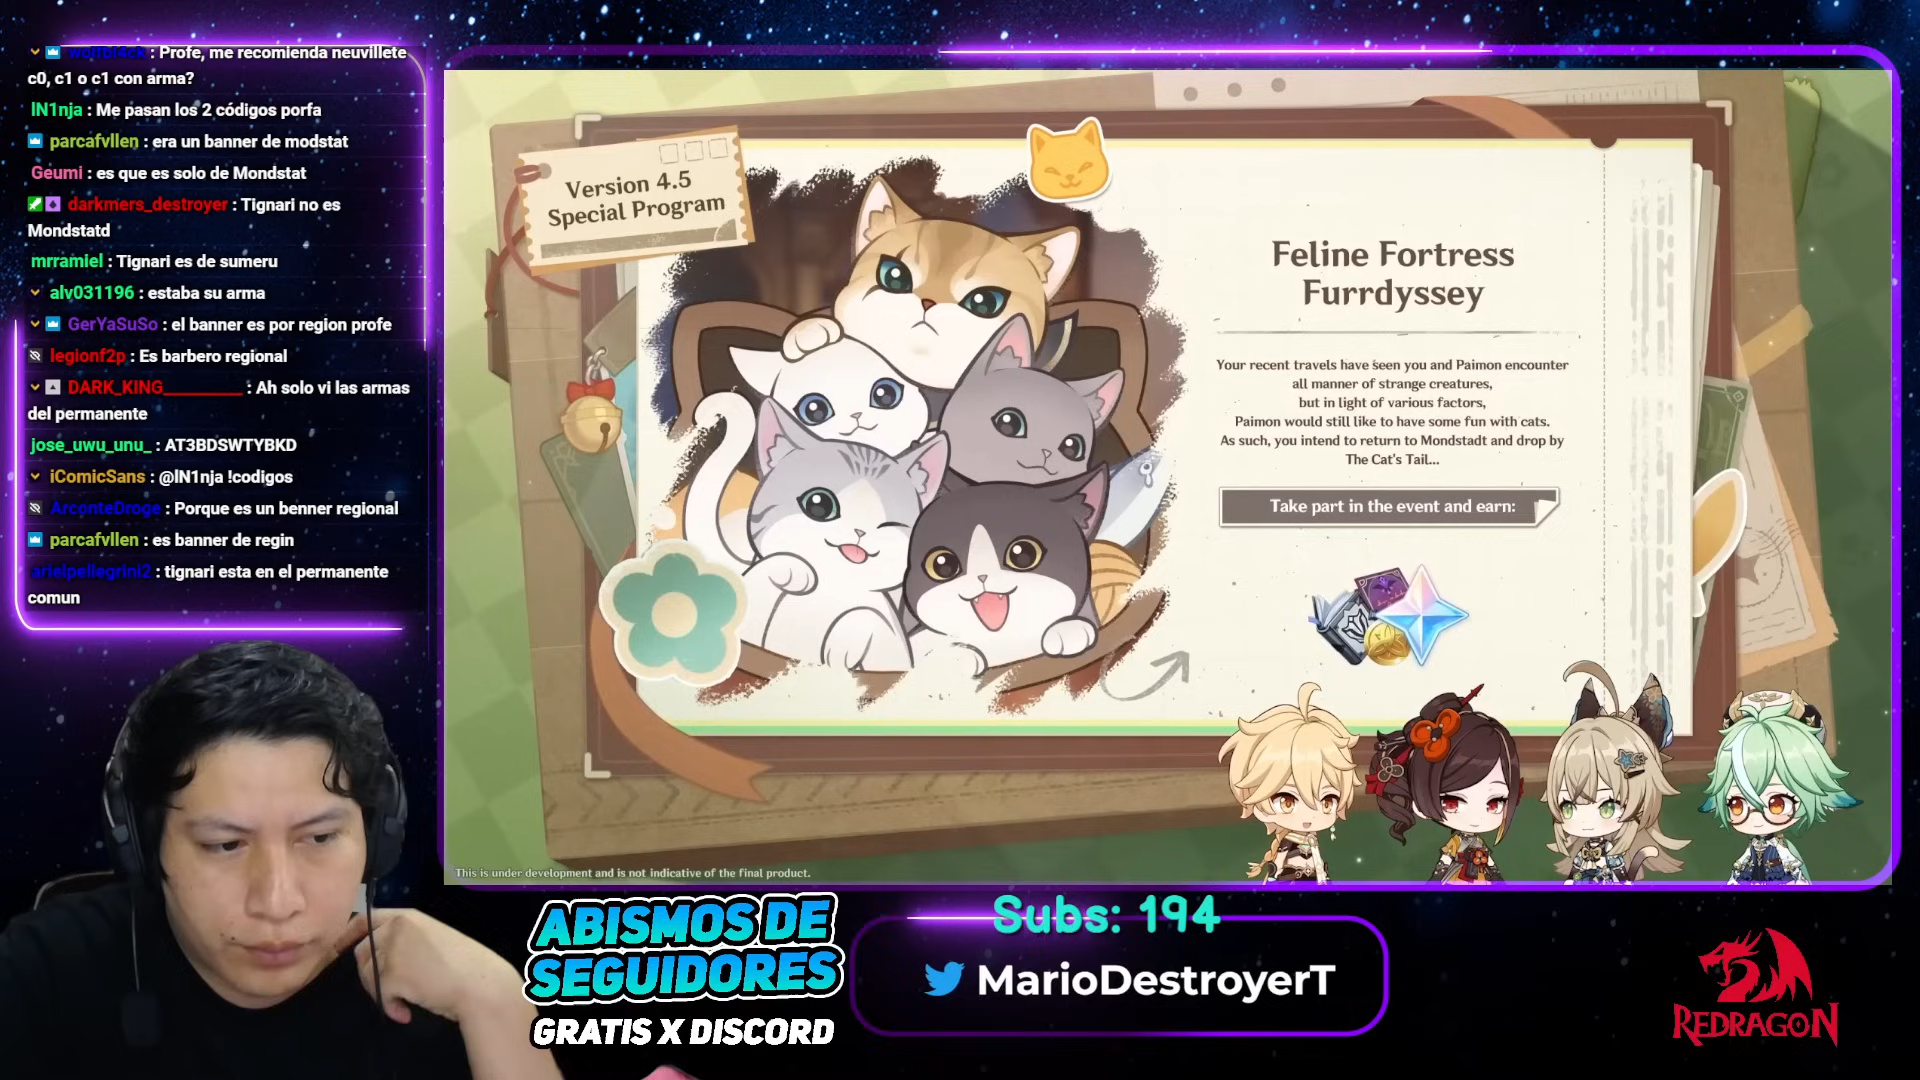 wolfbl4ck : Profe, me recomienda neuvillete
c0, c1 o c1 con arma?
lN1nja : Me pasan los 2 códigos porfa
parcafvllen : era un banner de modstat
Geumi : es que es solo de Mondstat
darkmers_destroyer : Tignari no es
Mondstatd
mrramiel : Tignari es de sumeru
alv031196 : estaba su arma
GerYaSuSo : el banner es por region profe
legionf2p : Es barbero regional
DARK_KING_________ : Ah solo vi las armas
del permanente
jose_uwu_unu_ : AT3BDSWTYBKD
iComicSans : @lN1nja !codigos
ArconteDroge : Porque es un benner regional
parcafvllen : es banner de regin
arielpellegrini2 : tignari esta en el permanente
comun
Version 4.5
Special Program
Feline Fortress
Furrdyssey
Your recent travels have seen you and Paimon encounter
all manner of strange creatures,
but in light of various factors,
Paimon would still like to have some fun with cats.
As such, you intend to return to Mondstadt and drop by
The Cat's Tail...
Take part in the event and earn:
This is under development and is not indicative of the final product.
ABISMOS DE
SEGUIDORES
GRATIS X DISCORD
Subs: 194
MarioDestroyerT
REDRAGON